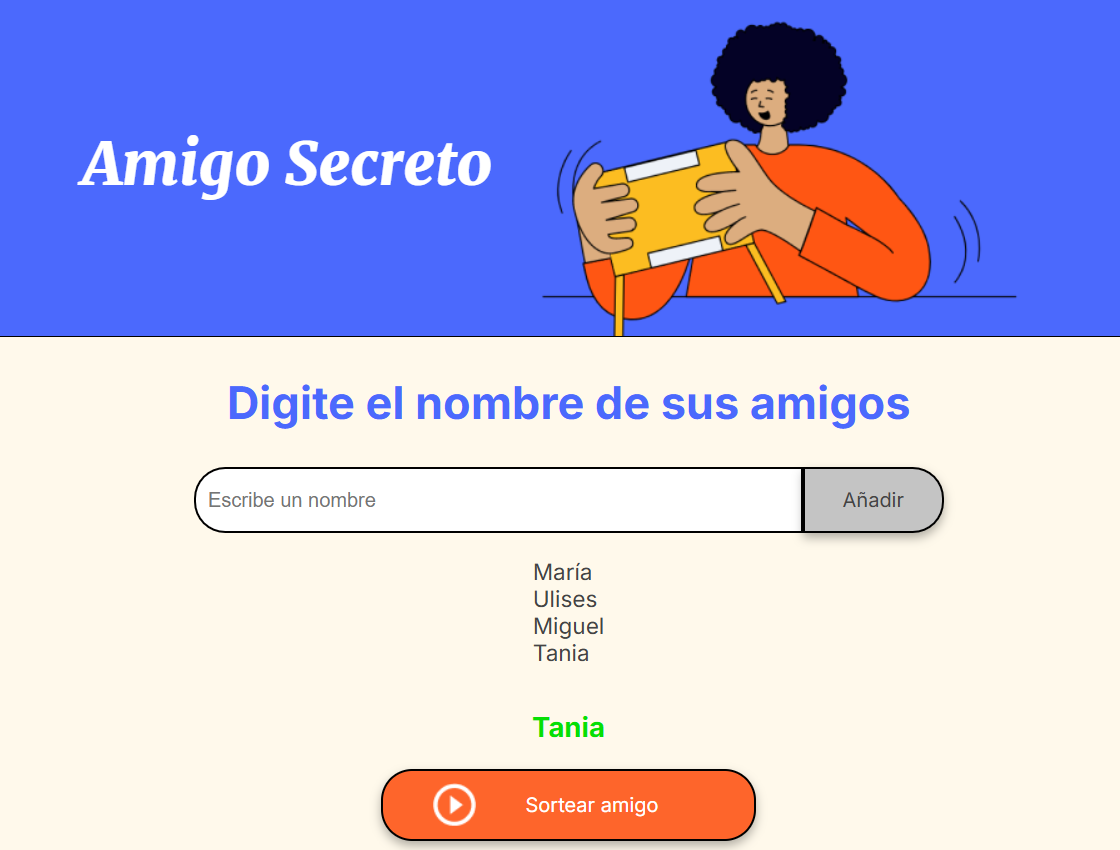 Amigo Secreto
Digite el nombre de sus amigos
Escribe un nombre
Añadir
María
Ulises
Miguel
Tania
Tania
Sortear amigo